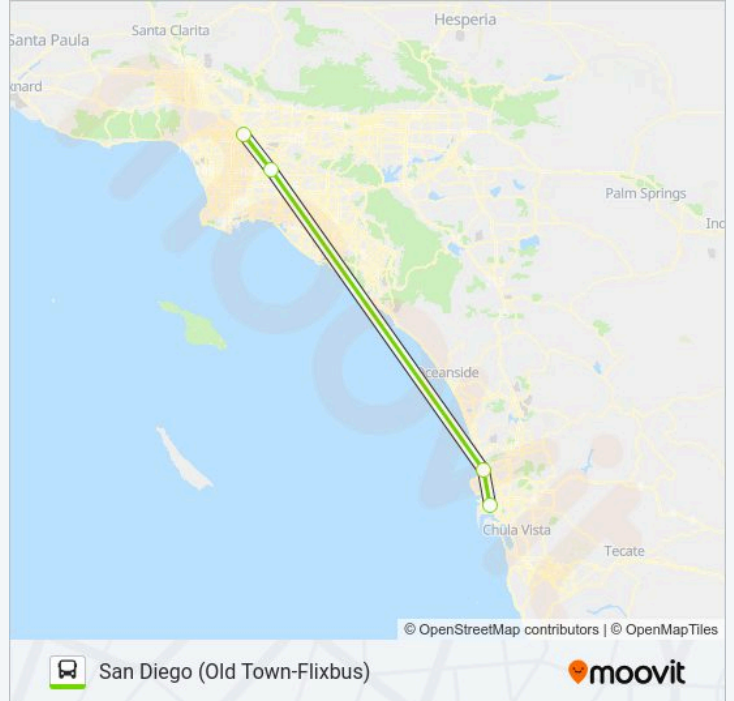 Hesperia
Santa Clarita
Santa Paula
nard
Palm Springs
Ind
Oceanside
Chula Vista
Tecate
© OpenStreetMap contributors | © OpenMapTiles
San Diego (Old Town-Flixbus)
moovit